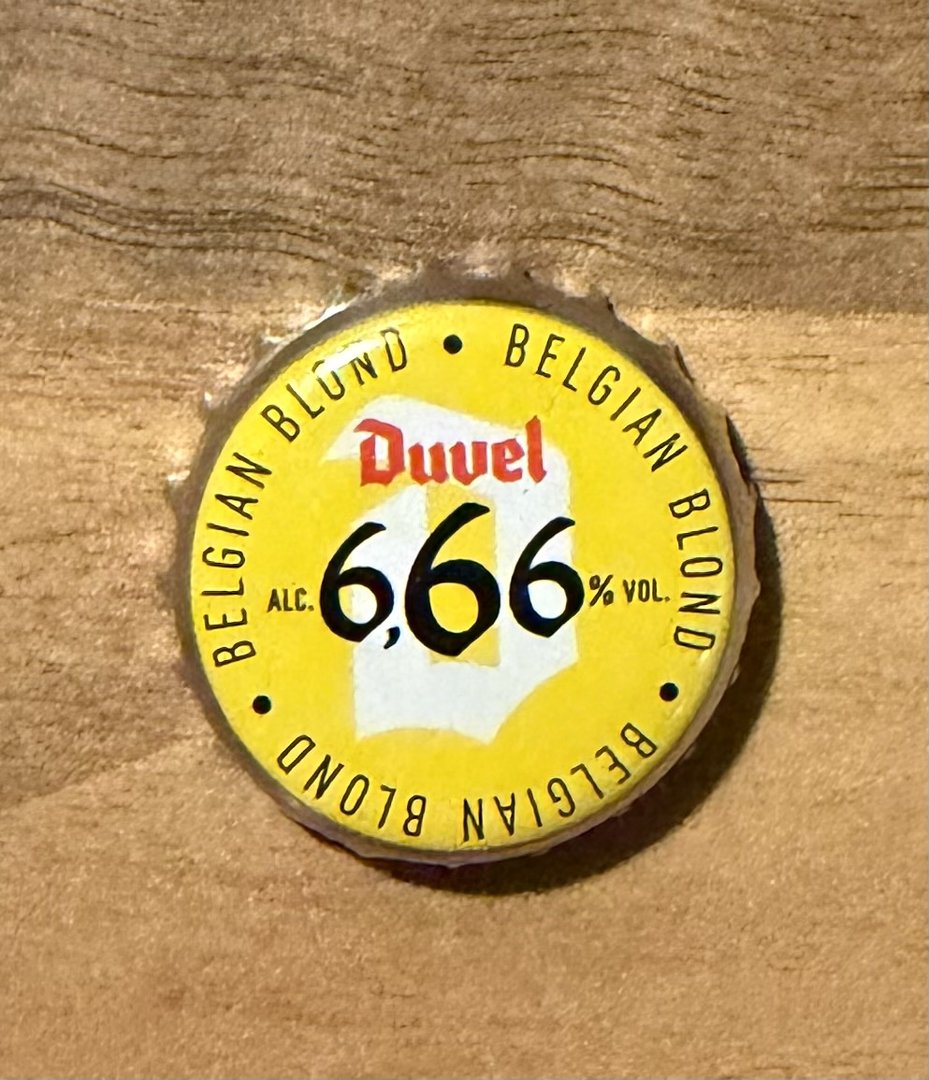 BELGIAN BLOND • BELGIAN BLOND • BELGIAN BLOND •
Duvel
ALC. 6,66% VOL.